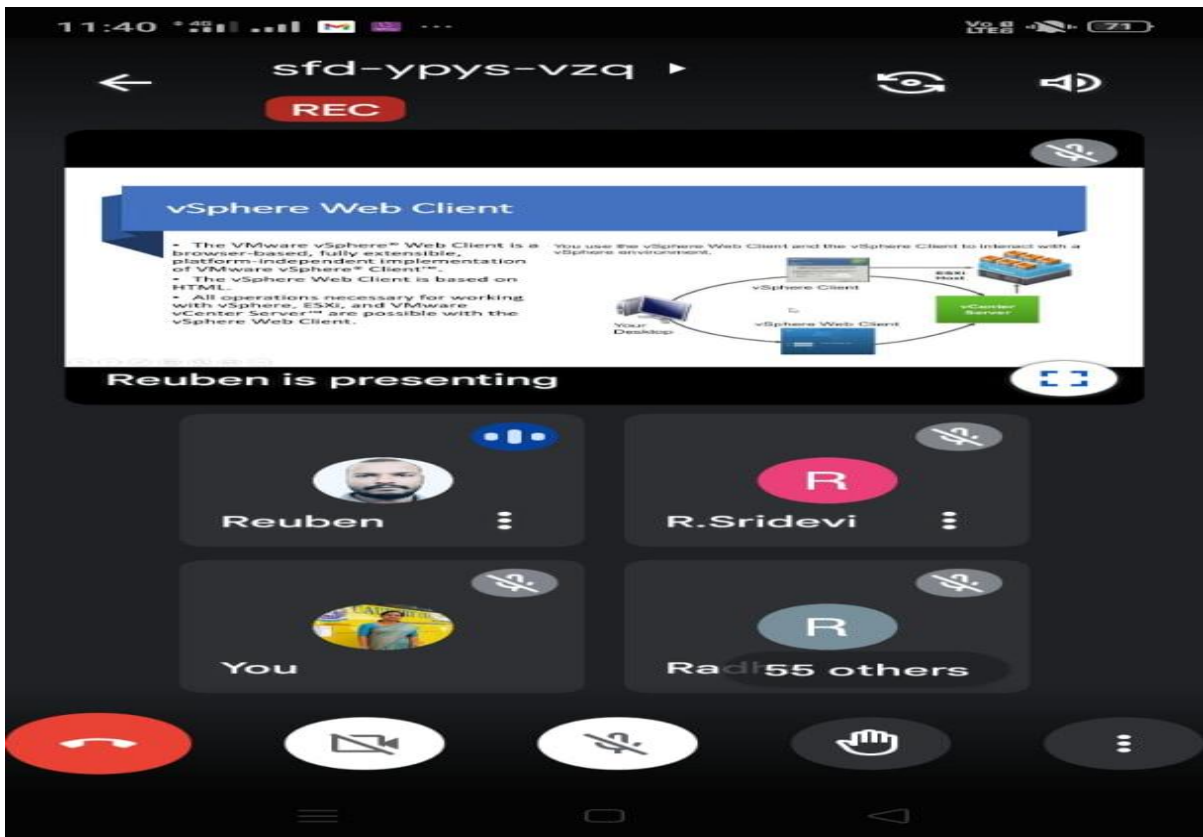 11:40 4G Vo LTE 71
sfd-ypys-vzq
REC
vSphere Web Client
• The VMware vSphere® Web Client is a
browser-based, fully extensible,
platform-independent implementation
of VMware vSphere® Client™.
• The vSphere Web Client is based on
HTML.
• All operations necessary for working
with vSphere, ESXi, and VMware
vCenter Server™ are possible with the
vSphere Web Client.
You use the vSphere Web Client and the vSphere Client to interact with a
vSphere environment.
ESXi
Host
vSphere Client
vCenter
Server
Your
Desktop
vSphere Web Client
Reuben is presenting
Reuben
R
R.Sridevi
You
R
55 others